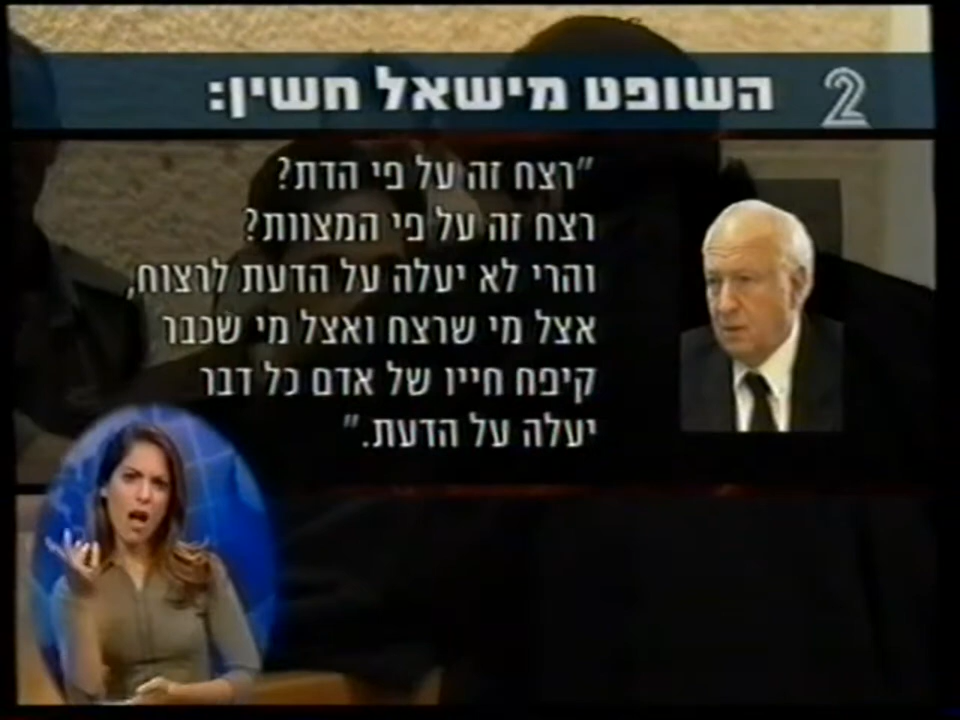 השופט מישאל חשין:
2
"רצח זה על פי הדת?
רצח זה על פי המצוות?
והרי לא יעלה על הדעת לרצוח,
אצל מי שרצח ואצל מי שכבר
קיפח חייו של אדם כל דבר
יעלה על הדעת."